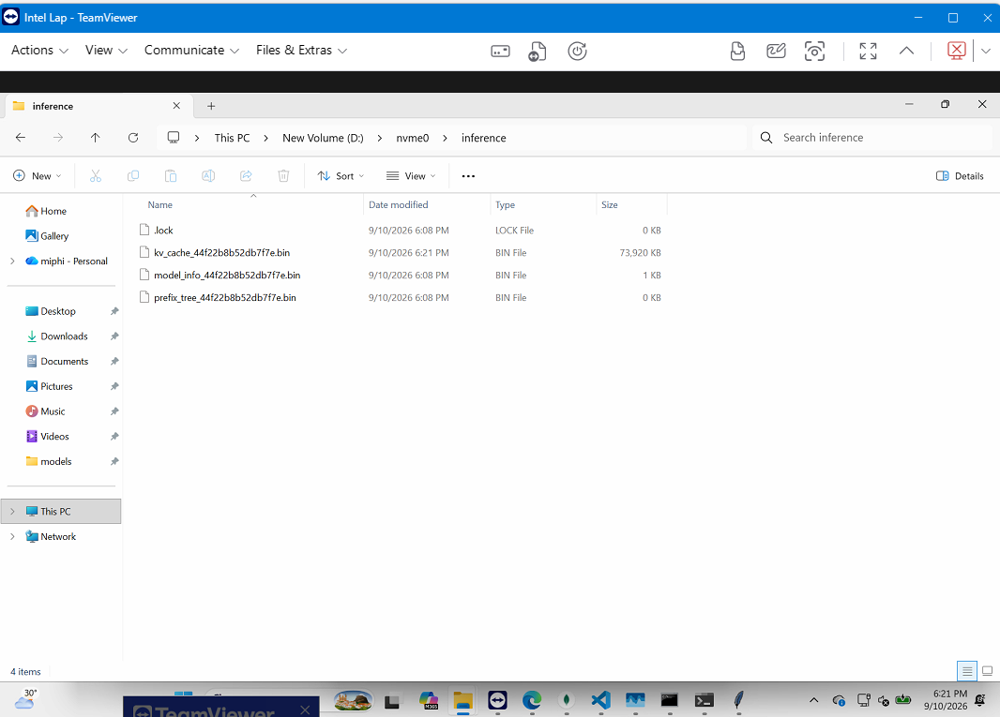 Intel Lap - TeamViewer
Actions View Communicate Files & Extras
inference
This PC New Volume (D:) nvme0 inference Search inference
New Sort View Details
Name Date modified Type Size
.lock 9/10/2026 6:08 PM LOCK File 0 KB
kv_cache_44f22b8b52db7f7e.bin 9/10/2026 6:21 PM BIN File 73,920 KB
model_info_44f22b8b52db7f7e.bin 9/10/2026 6:08 PM BIN File 1 KB
prefix_tree_44f22b8b52db7f7e.bin 9/10/2026 6:08 PM BIN File 0 KB
Home
Gallery
miphi - Personal
Desktop
Downloads
Documents
Pictures
Music
Videos
models
This PC
Network
4 items
30°
TeamViewer
M365
6:21 PM
9/10/2026